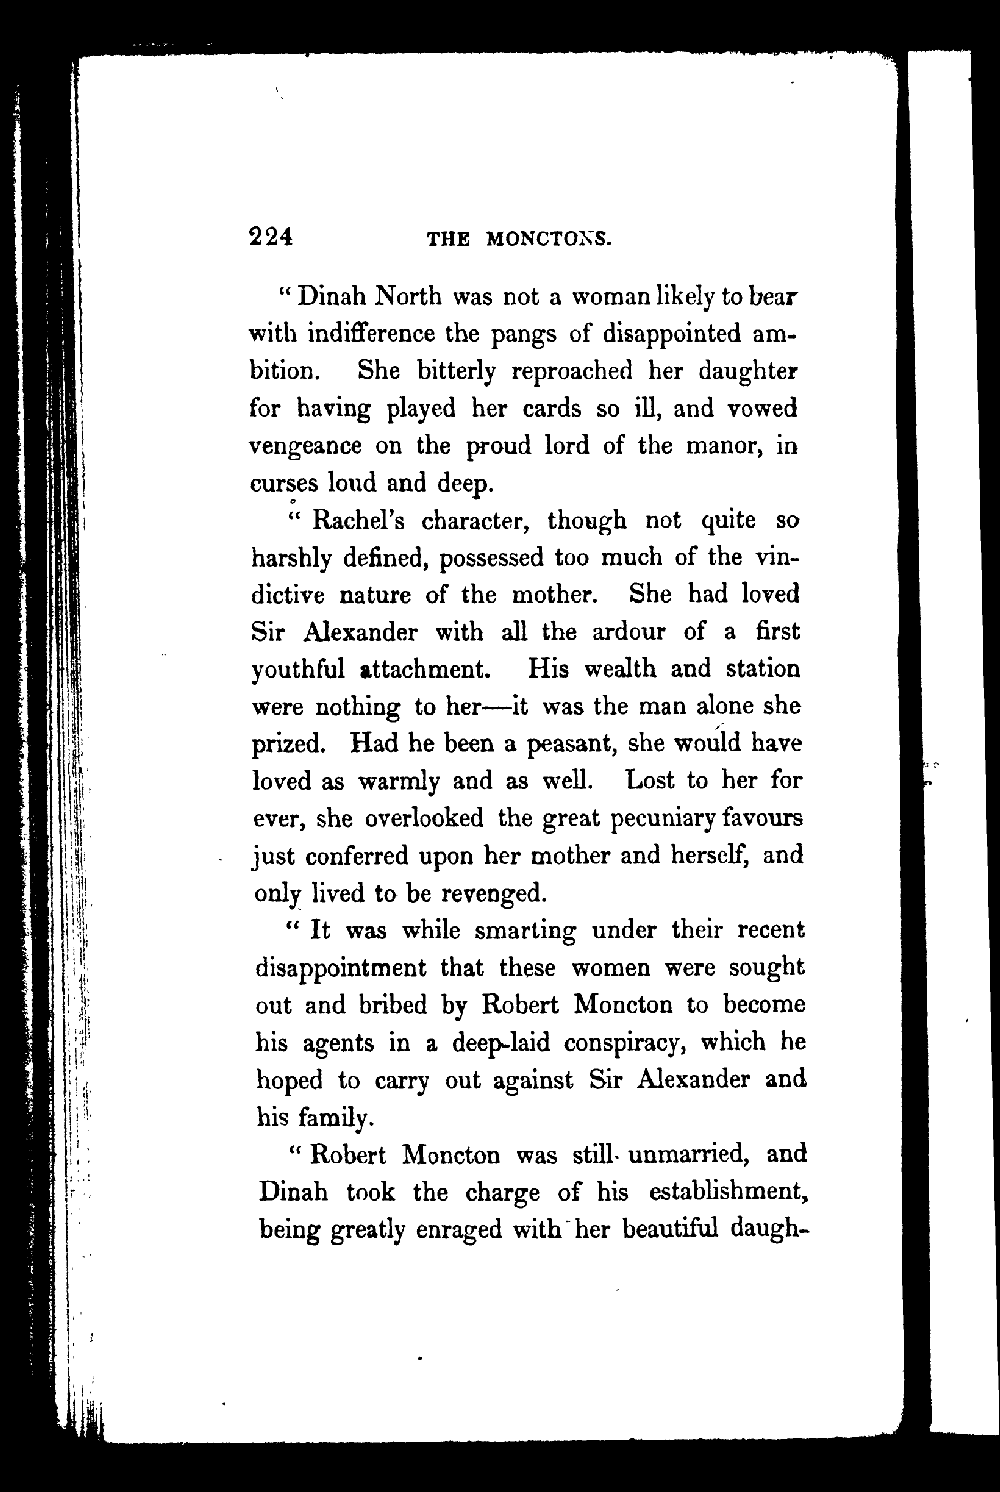 224 THE MONCTONS.
“ Dinah North was not a woman likely to bear
with indifference the pangs of disappointed am-
bition. She bitterly reproached her daughter
for having played her cards so ill, and vowed
vengeance on the proud lord of the manor, in
curses loud and deep.
“ Rachel’s character, though not quite so
harshly defined, possessed too much of the vin-
dictive nature of the mother. She had loved
Sir Alexander with all the ardour of a first
youthful attachment. His wealth and station
were nothing to her—it was the man alone she
prized. Had he been a peasant, she would have
loved as warmly and as well. Lost to her for
ever, she overlooked the great pecuniary favours
just conferred upon her mother and herself, and
only lived to be revenged.
“ It was while smarting under their recent
disappointment that these women were sought
out and bribed by Robert Moncton to become
his agents in a deep-laid conspiracy, which he
hoped to carry out against Sir Alexander and
his family.
“ Robert Moncton was still unmarried, and
Dinah took the charge of his establishment,
being greatly enraged with her beautiful daugh-